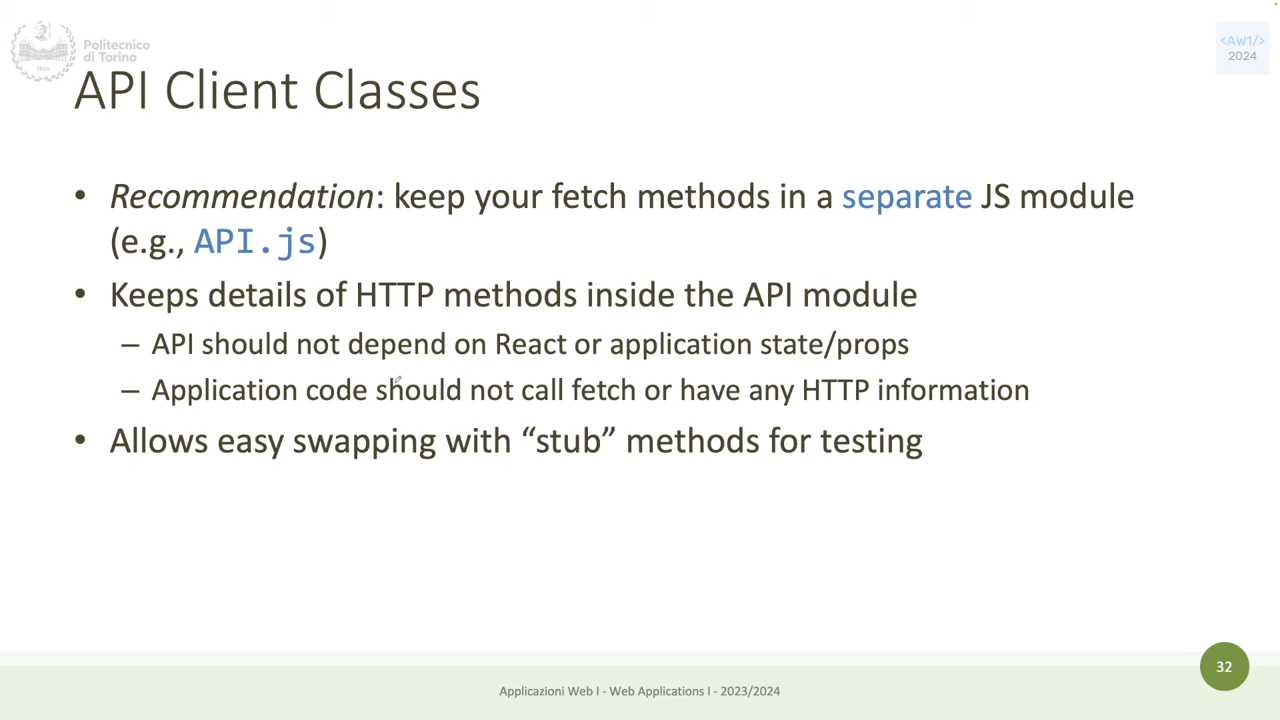 Politecnico
di Torino
1859
<AW1/>
2024
API Client Classes
• Recommendation: keep your fetch methods in a separate JS module
(e.g., API.js)
• Keeps details of HTTP methods inside the API module
– API should not depend on React or application state/props
– Application code should not call fetch or have any HTTP information
• Allows easy swapping with “stub” methods for testing
32
Applicazioni Web I - Web Applications I - 2023/2024